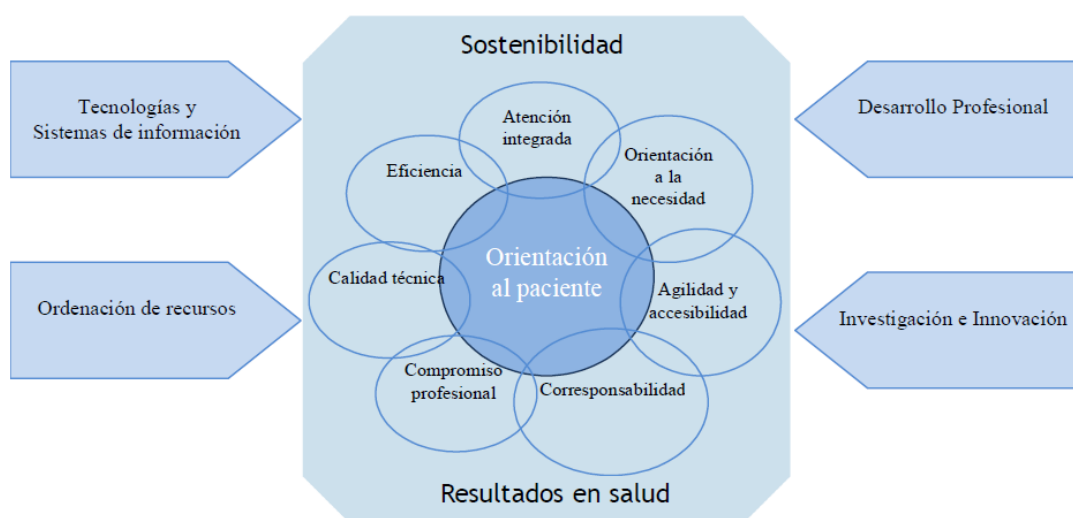 Sostenibilidad
Tecnologías y
Sistemas de información
Desarrollo Profesional
Atención
integrada
Eficiencia
Orientación
a la
necesidad
Orientación
al paciente
Calidad técnica
Agilidad y
accesibilidad
Ordenación de recursos
Investigación e Innovación
Compromiso
profesional
Corresponsabilidad
Resultados en salud